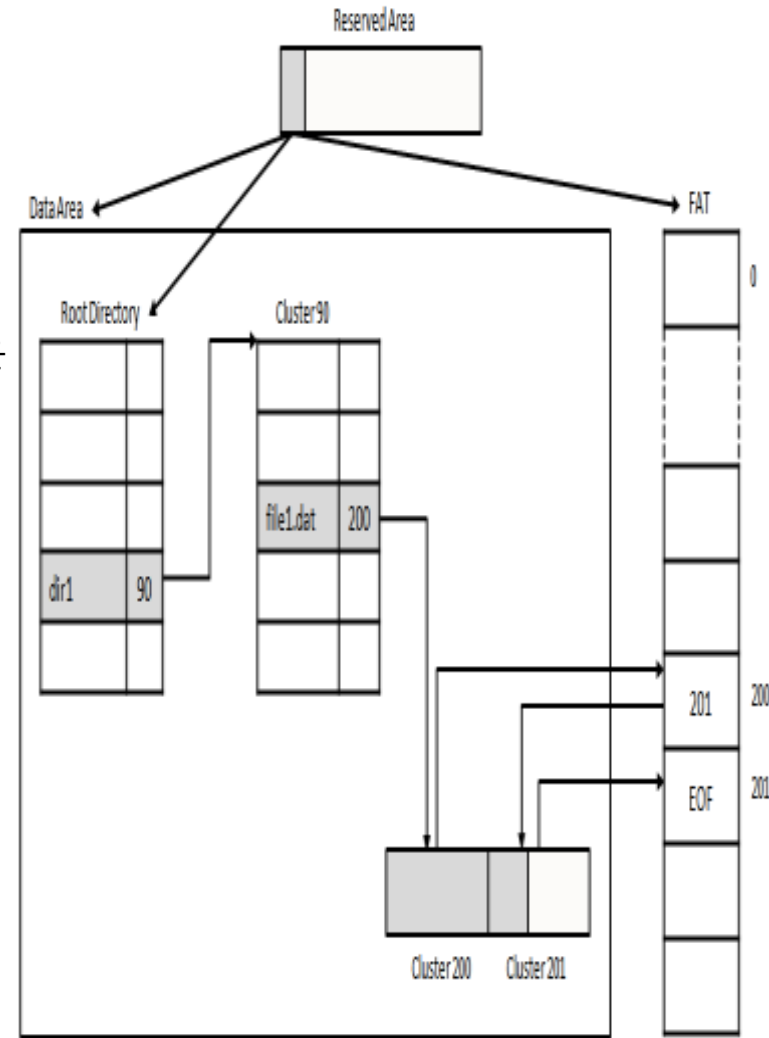 Reserved Area
Data Area
FAT
0
Root Directory
Cluster 90
file1.dat 200
dir1 90
201 200
EOF 201
Cluster 200 Cluster 201